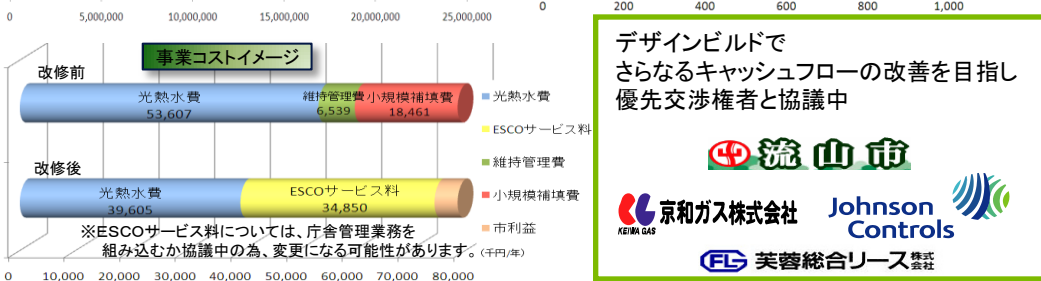 0 5,000,000 10,000,000 15,000,000 20,000,000 25,000,000
0 200 400 600 800 1,000
事業コストイメージ
改修前
光熱水費 維持管理費 小規模補填費
53,607 6,539 18,461
改修後
光熱水費 ESCOサービス料
39,605 34,850
光熱水費
ESCOサービス料
維持管理費
小規模補填費
市利益
※ESCOサービス料については、庁舎管理業務を
組み込むか協議中の為、変更になる可能性があります。(千円/年)
0 10,000 20,000 30,000 40,000 50,000 60,000 70,000 80,000
デザインビルドで
さらなるキャッシュフローの改善を目指し
優先交渉権者と協議中
流山市
京和ガス株式会社
KEIWA GAS
Johnson
Controls
FLG 芙蓉総合リース株式会社